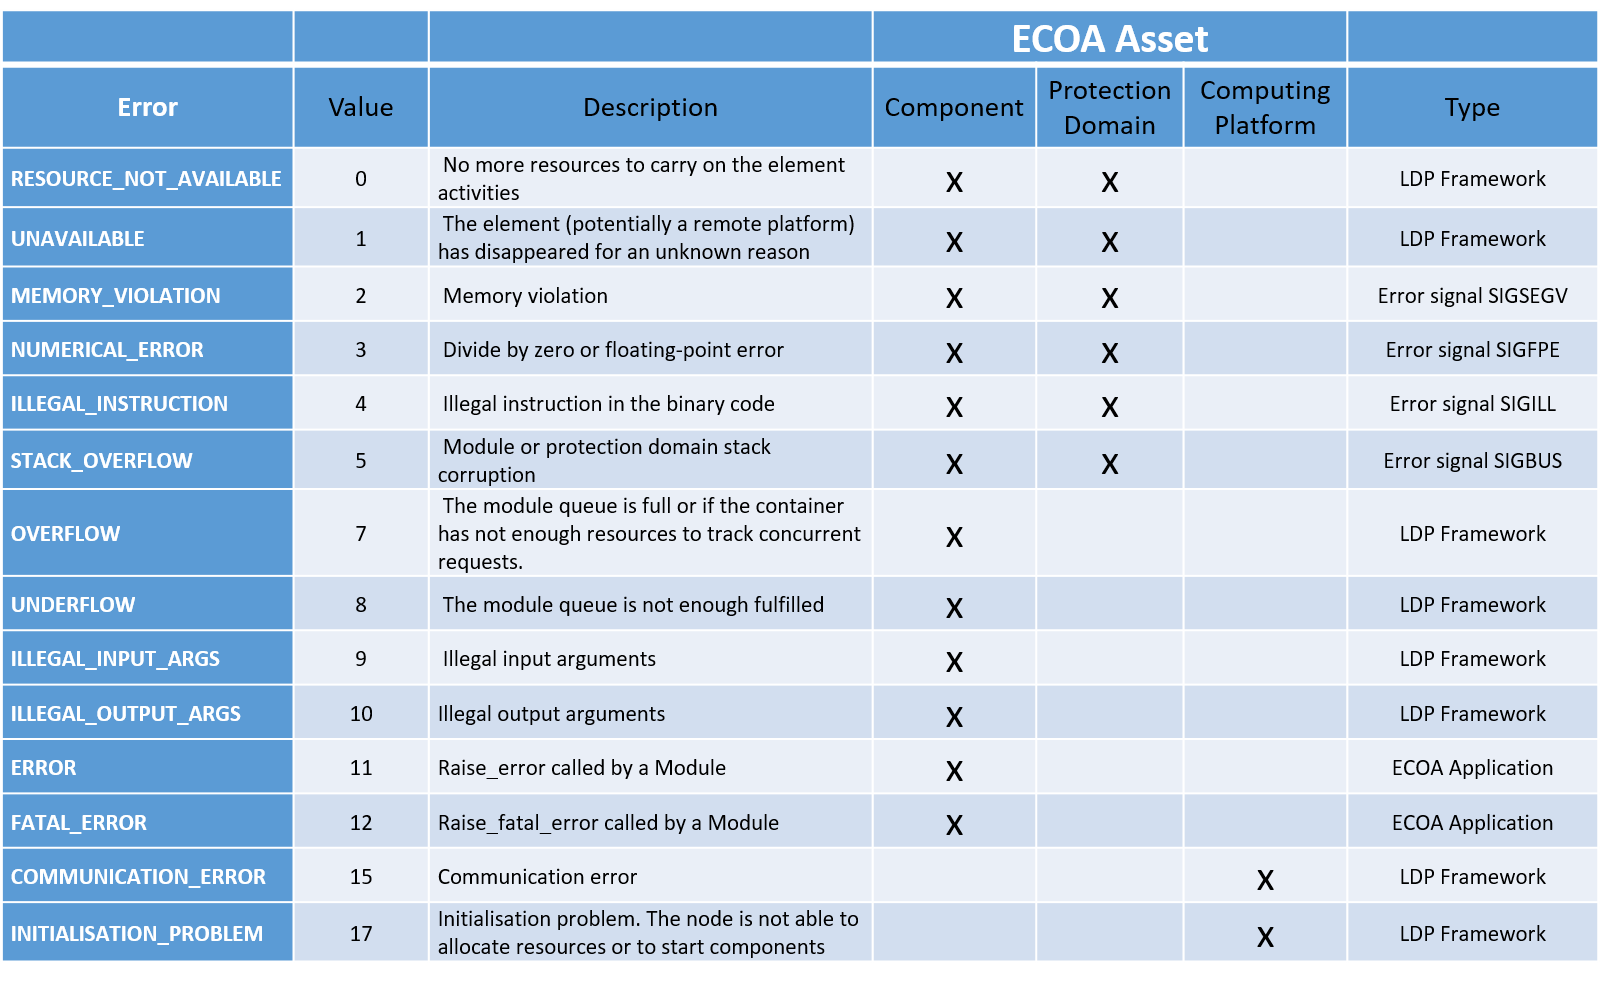 ECOA Asset
Error Value Description Component Protection Domain Computing Platform Type
RESOURCE_NOT_AVAILABLE 0 No more resources to carry on the element
activities X X LDP Framework
UNAVAILABLE 1 The element (potentially a remote platform)
has disappeared for an unknown reason X X LDP Framework
MEMORY_VIOLATION 2 Memory violation X X Error signal SIGSEGV
NUMERICAL_ERROR 3 Divide by zero or floating-point error X X Error signal SIGFPE
ILLEGAL_INSTRUCTION 4 Illegal instruction in the binary code X X Error signal SIGILL
STACK_OVERFLOW 5 Module or protection domain stack
corruption X X Error signal SIGBUS
OVERFLOW 7 The module queue is full or if the container
has not enough resources to track concurrent
requests. X LDP Framework
UNDERFLOW 8 The module queue is not enough fulfilled X LDP Framework
ILLEGAL_INPUT_ARGS 9 Illegal input arguments X LDP Framework
ILLEGAL_OUTPUT_ARGS 10 Illegal output arguments X LDP Framework
ERROR 11 Raise_error called by a Module X ECOA Application
FATAL_ERROR 12 Raise_fatal_error called by a Module X ECOA Application
COMMUNICATION_ERROR 15 Communication error X LDP Framework
INITIALISATION_PROBLEM 17 Initialisation problem. The node is not able to
allocate resources or to start components X LDP Framework